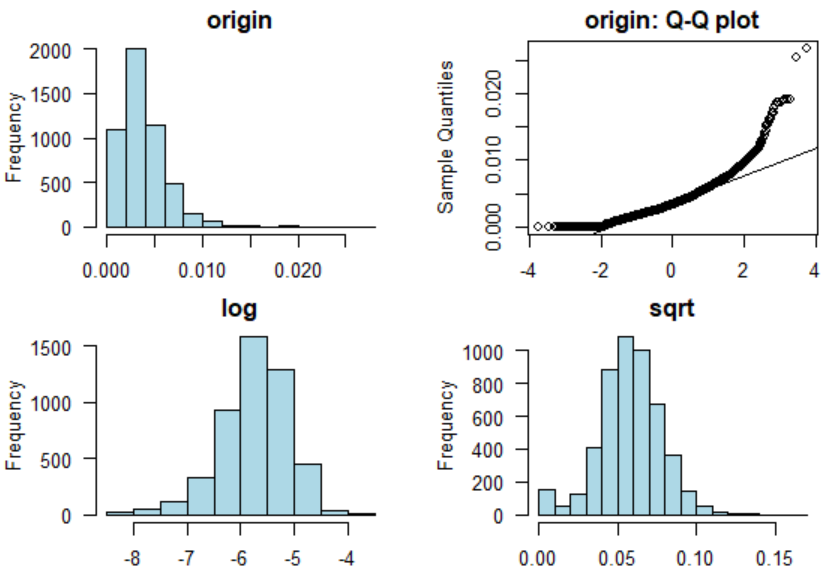 origin
Frequency
2000
1500
1000
500
0
0.000 0.010 0.020
origin: Q-Q plot
Sample Quantiles
0.020
0.010
0.000
-4 -2 0 2 4
log
Frequency
1500
1000
500
0
-8 -7 -6 -5 -4
sqrt
Frequency
1000
800
600
400
200
0
0.00 0.05 0.10 0.15